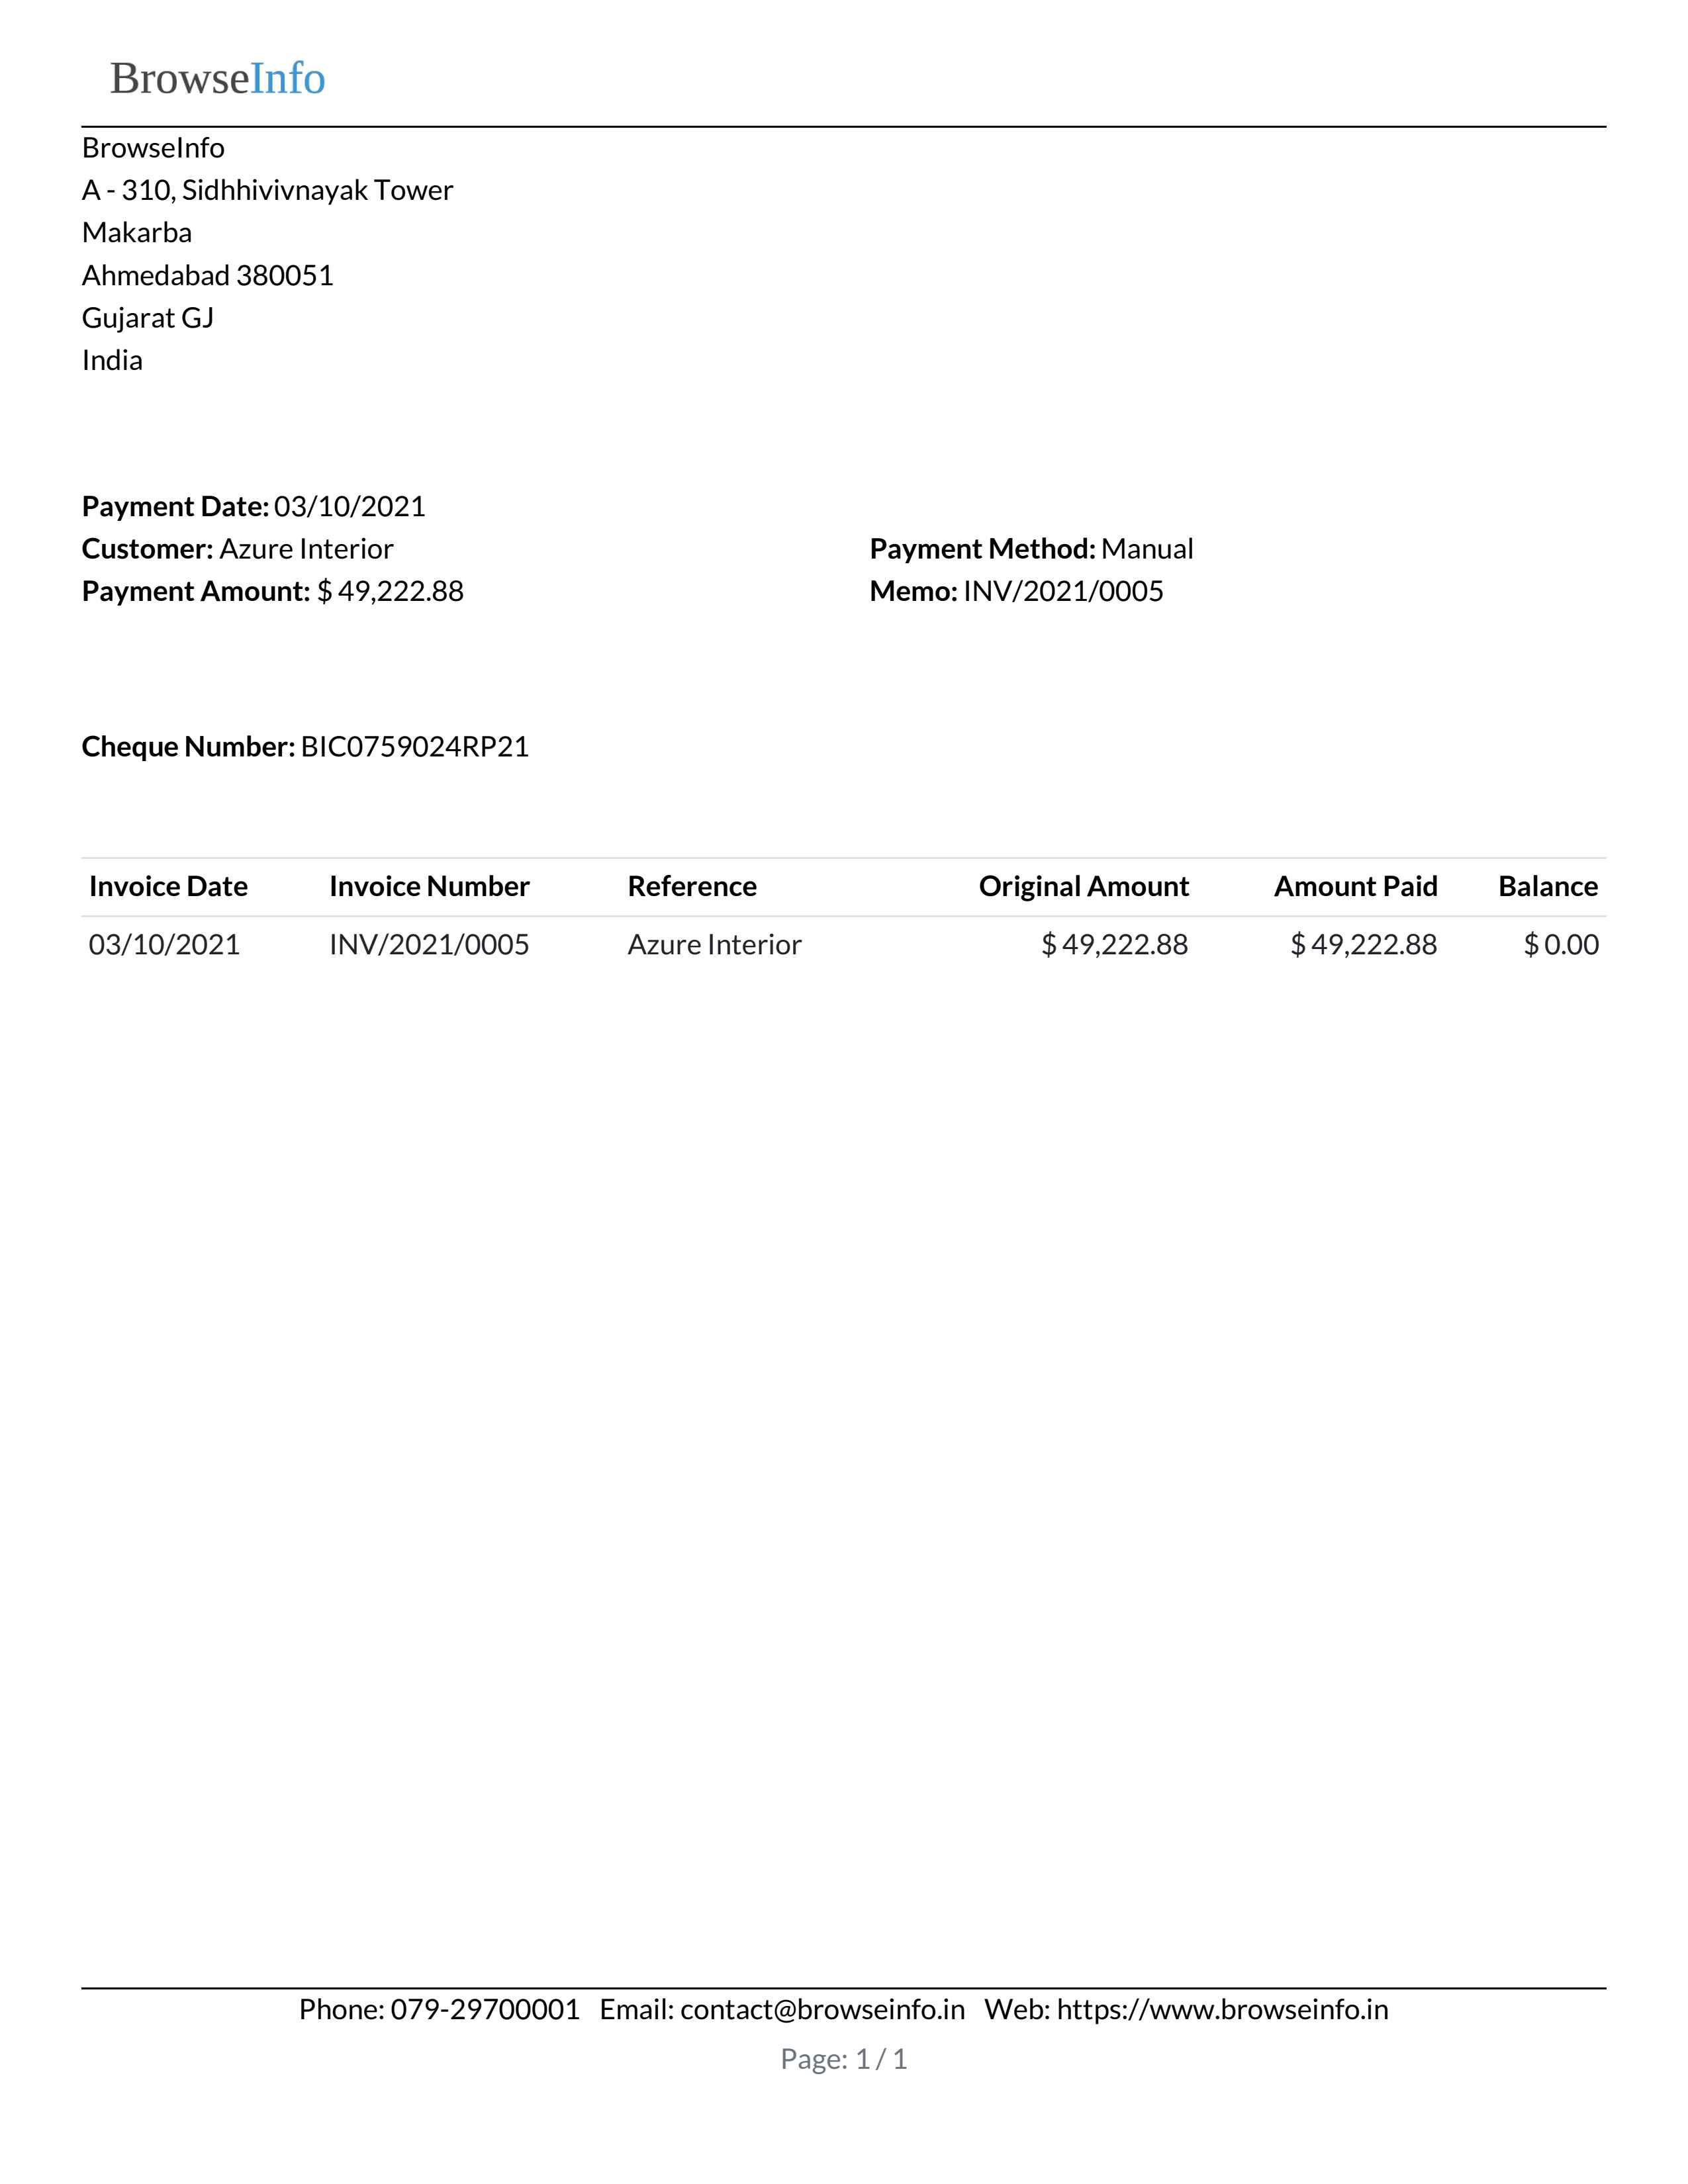 BrowseInfo
BrowseInfo
A - 310, Sidhhivivnayak Tower
Makarba
Ahmedabad 380051
Gujarat GJ
India
Payment Date: 03/10/2021
Customer: Azure Interior Payment Method: Manual
Payment Amount: $ 49,222.88 Memo: INV/2021/0005
Cheque Number: BIC0759024RP21
Invoice Date Invoice Number Reference Original Amount Amount Paid Balance
03/10/2021 INV/2021/0005 Azure Interior $ 49,222.88 $ 49,222.88 $ 0.00
Phone: 079-29700001 Email: contact@browseinfo.in Web: https://www.browseinfo.in
Page: 1 / 1